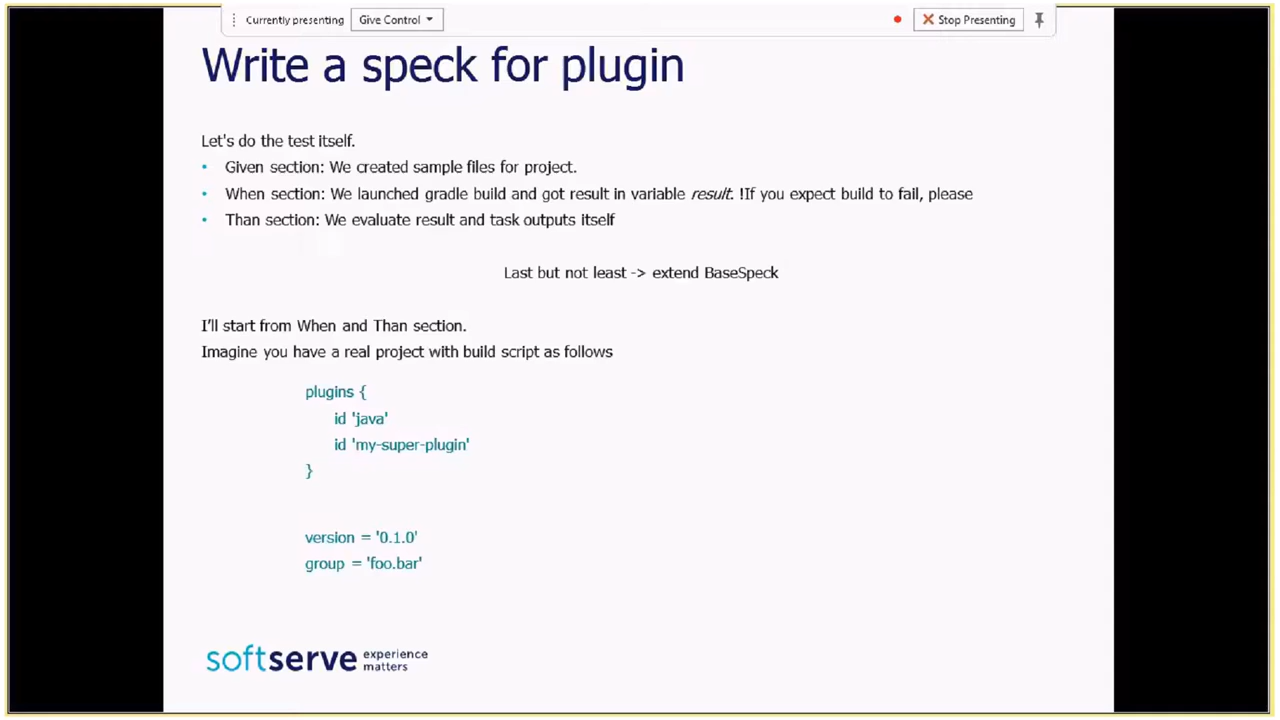 Currently presenting Give Control Stop Presenting
Write a speck for plugin
Let's do the test itself.
• Given section: We created sample files for project.
• When section: We launched gradle build and got result in variable result. !If you expect build to fail, please
• Than section: We evaluate result and task outputs itself
Last but not least -> extend BaseSpeck
I'll start from When and Than section.
Imagine you have a real project with build script as follows
plugins {
id 'java'
id 'my-super-plugin'
}
version = '0.1.0'
group = 'foo.bar'
softserve experience
matters